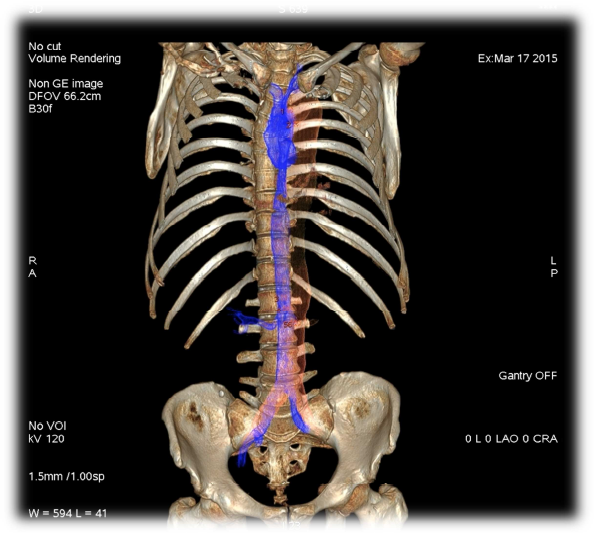 No cut
Volume Rendering
Ex:Mar 17 2015
Non GE image
DFOV 66.2cm
B30f
R
A
L
P
Gantry OFF
No VOI
kV 120
0 L 0 LAO 0 CRA
1.5mm /1.00sp
W = 594 L = 41